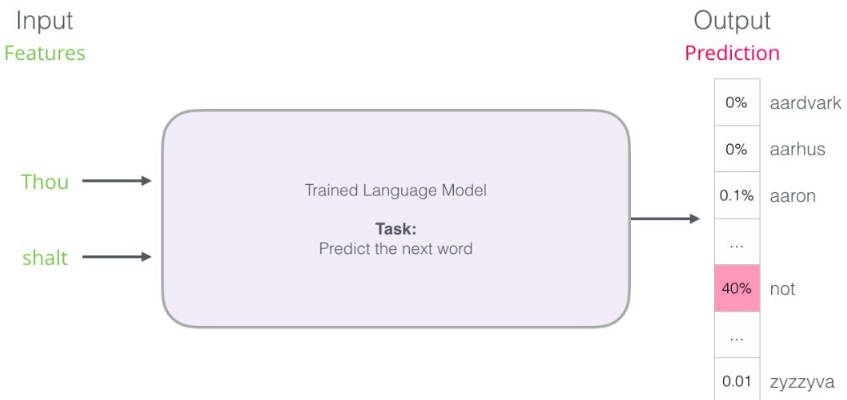 Input
Features
Thou
shalt
Trained Language Model
Task:
Predict the next word
Output
Prediction
0% aardvark
0% aarhus
0.1% aaron
...
40% not
...
0.01 zyzzyva